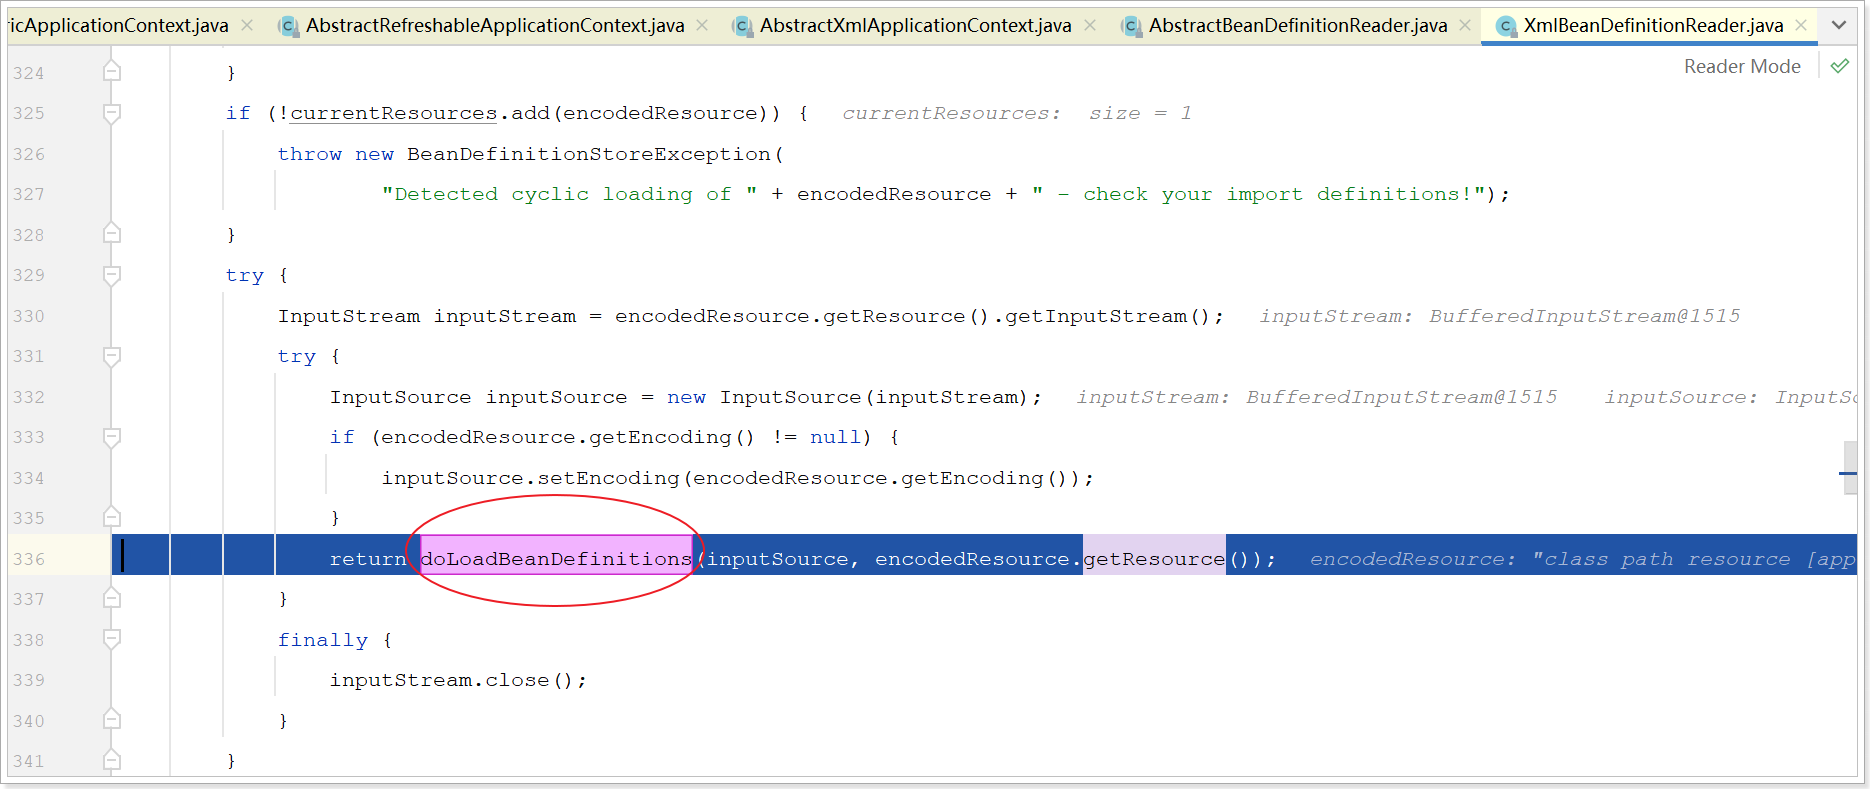 ricApplicationContext.java AbstractRefreshableApplicationContext.java AbstractXmlApplicationContext.java AbstractBeanDefinitionReader.java XmlBeanDefinitionReader.java
Reader Mode
324 }
325 if (!currentResources.add(encodedResource)) { currentResources: size = 1
326 throw new BeanDefinitionStoreException(
327 "Detected cyclic loading of " + encodedResource + " - check your import definitions!");
328 }
329 try {
330 InputStream inputStream = encodedResource.getResource().getInputStream(); inputStream: BufferedInputStream@1515
331 try {
332 InputSource inputSource = new InputSource(inputStream); inputStream: BufferedInputStream@1515 inputSource: InputSo
333 if (encodedResource.getEncoding() != null) {
334 inputSource.setEncoding(encodedResource.getEncoding());
335 }
336 return doLoadBeanDefinitions(inputSource, encodedResource.getResource()); encodedResource: "class path resource [app
337 }
338 finally {
339 inputStream.close();
340 }
341 }